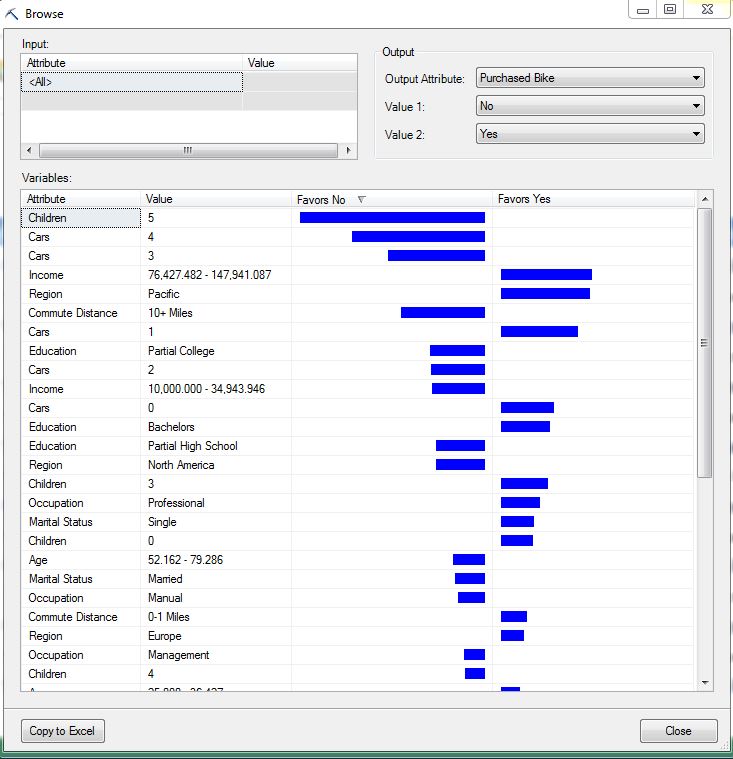 Browse
Input:
Attribute Value
<All>
Output
Output Attribute: Purchased Bike
Value 1: No
Value 2: Yes
Variables:
Attribute Value Favors No Favors Yes
Children 5
Cars 4
Cars 3
Income 76,427.482 - 147,941.087
Region Pacific
Commute Distance 10+ Miles
Cars 1
Education Partial College
Cars 2
Income 10,000.000 - 34,943.946
Cars 0
Education Bachelors
Education Partial High School
Region North America
Children 3
Occupation Professional
Marital Status Single
Children 0
Age 52.162 - 79.286
Marital Status Married
Occupation Manual
Commute Distance 0-1 Miles
Region Europe
Occupation Management
Children 4
Copy to Excel Close